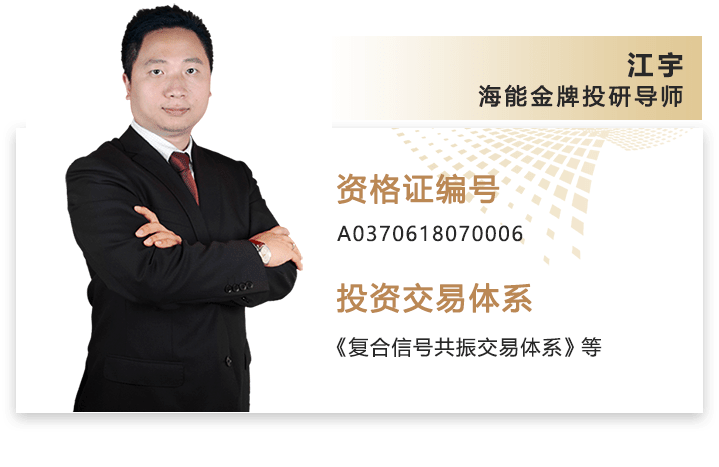 江宇
海能金牌投研导师
资格证编号
A0370618070006
投资交易体系
《复合信号共振交易体系》等